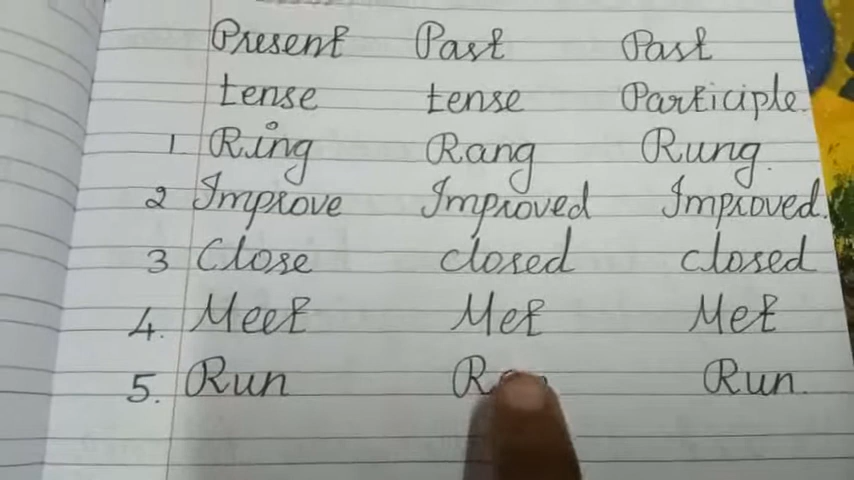 Present Past Past
tense tense Participle.
1 Ring Rang Rung.
2 Improve Improved Improved.
3 Close closed closed
4. Meet Met Met
5. Run Run.